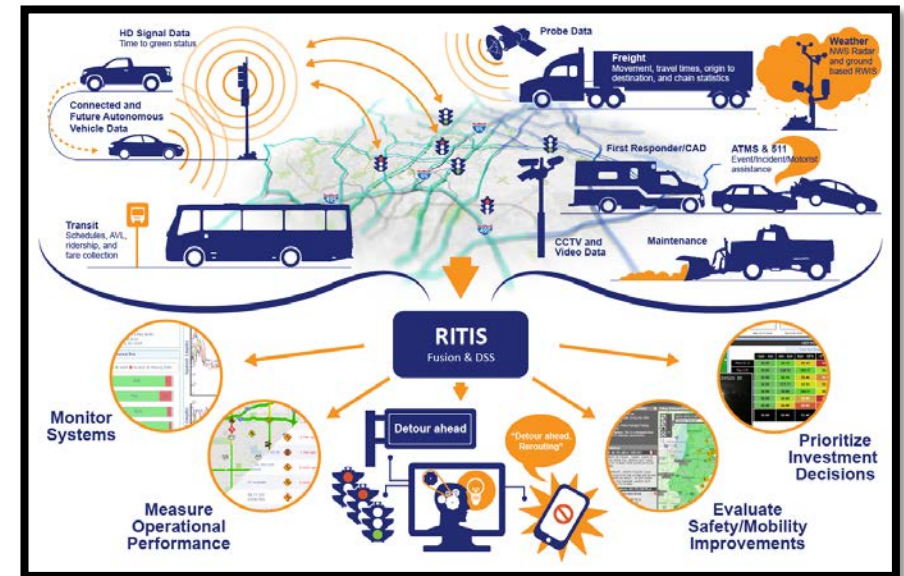 HD Signal Data
Time to green status
Connected and
Future Autonomous
Vehicle Data
Transit
Schedules, AVL,
ridership, and
fare collection
Probe Data
Freight
Movement, travel times, origin to
destination, and chain statistics
Weather
NWS Radar
and ground
based RWIS
First Responder/CAD
ATMS & 511
Event/Incident/Motorist
assistance
CCTV and
Video Data
Maintenance
RITIS
Fusion & DSS
Monitor
Systems
Measure
Operational
Performance
Detour ahead
"Detour ahead,
Rerouting"
Evaluate
Safety/Mobility
Improvements
Prioritize
Investment
Decisions